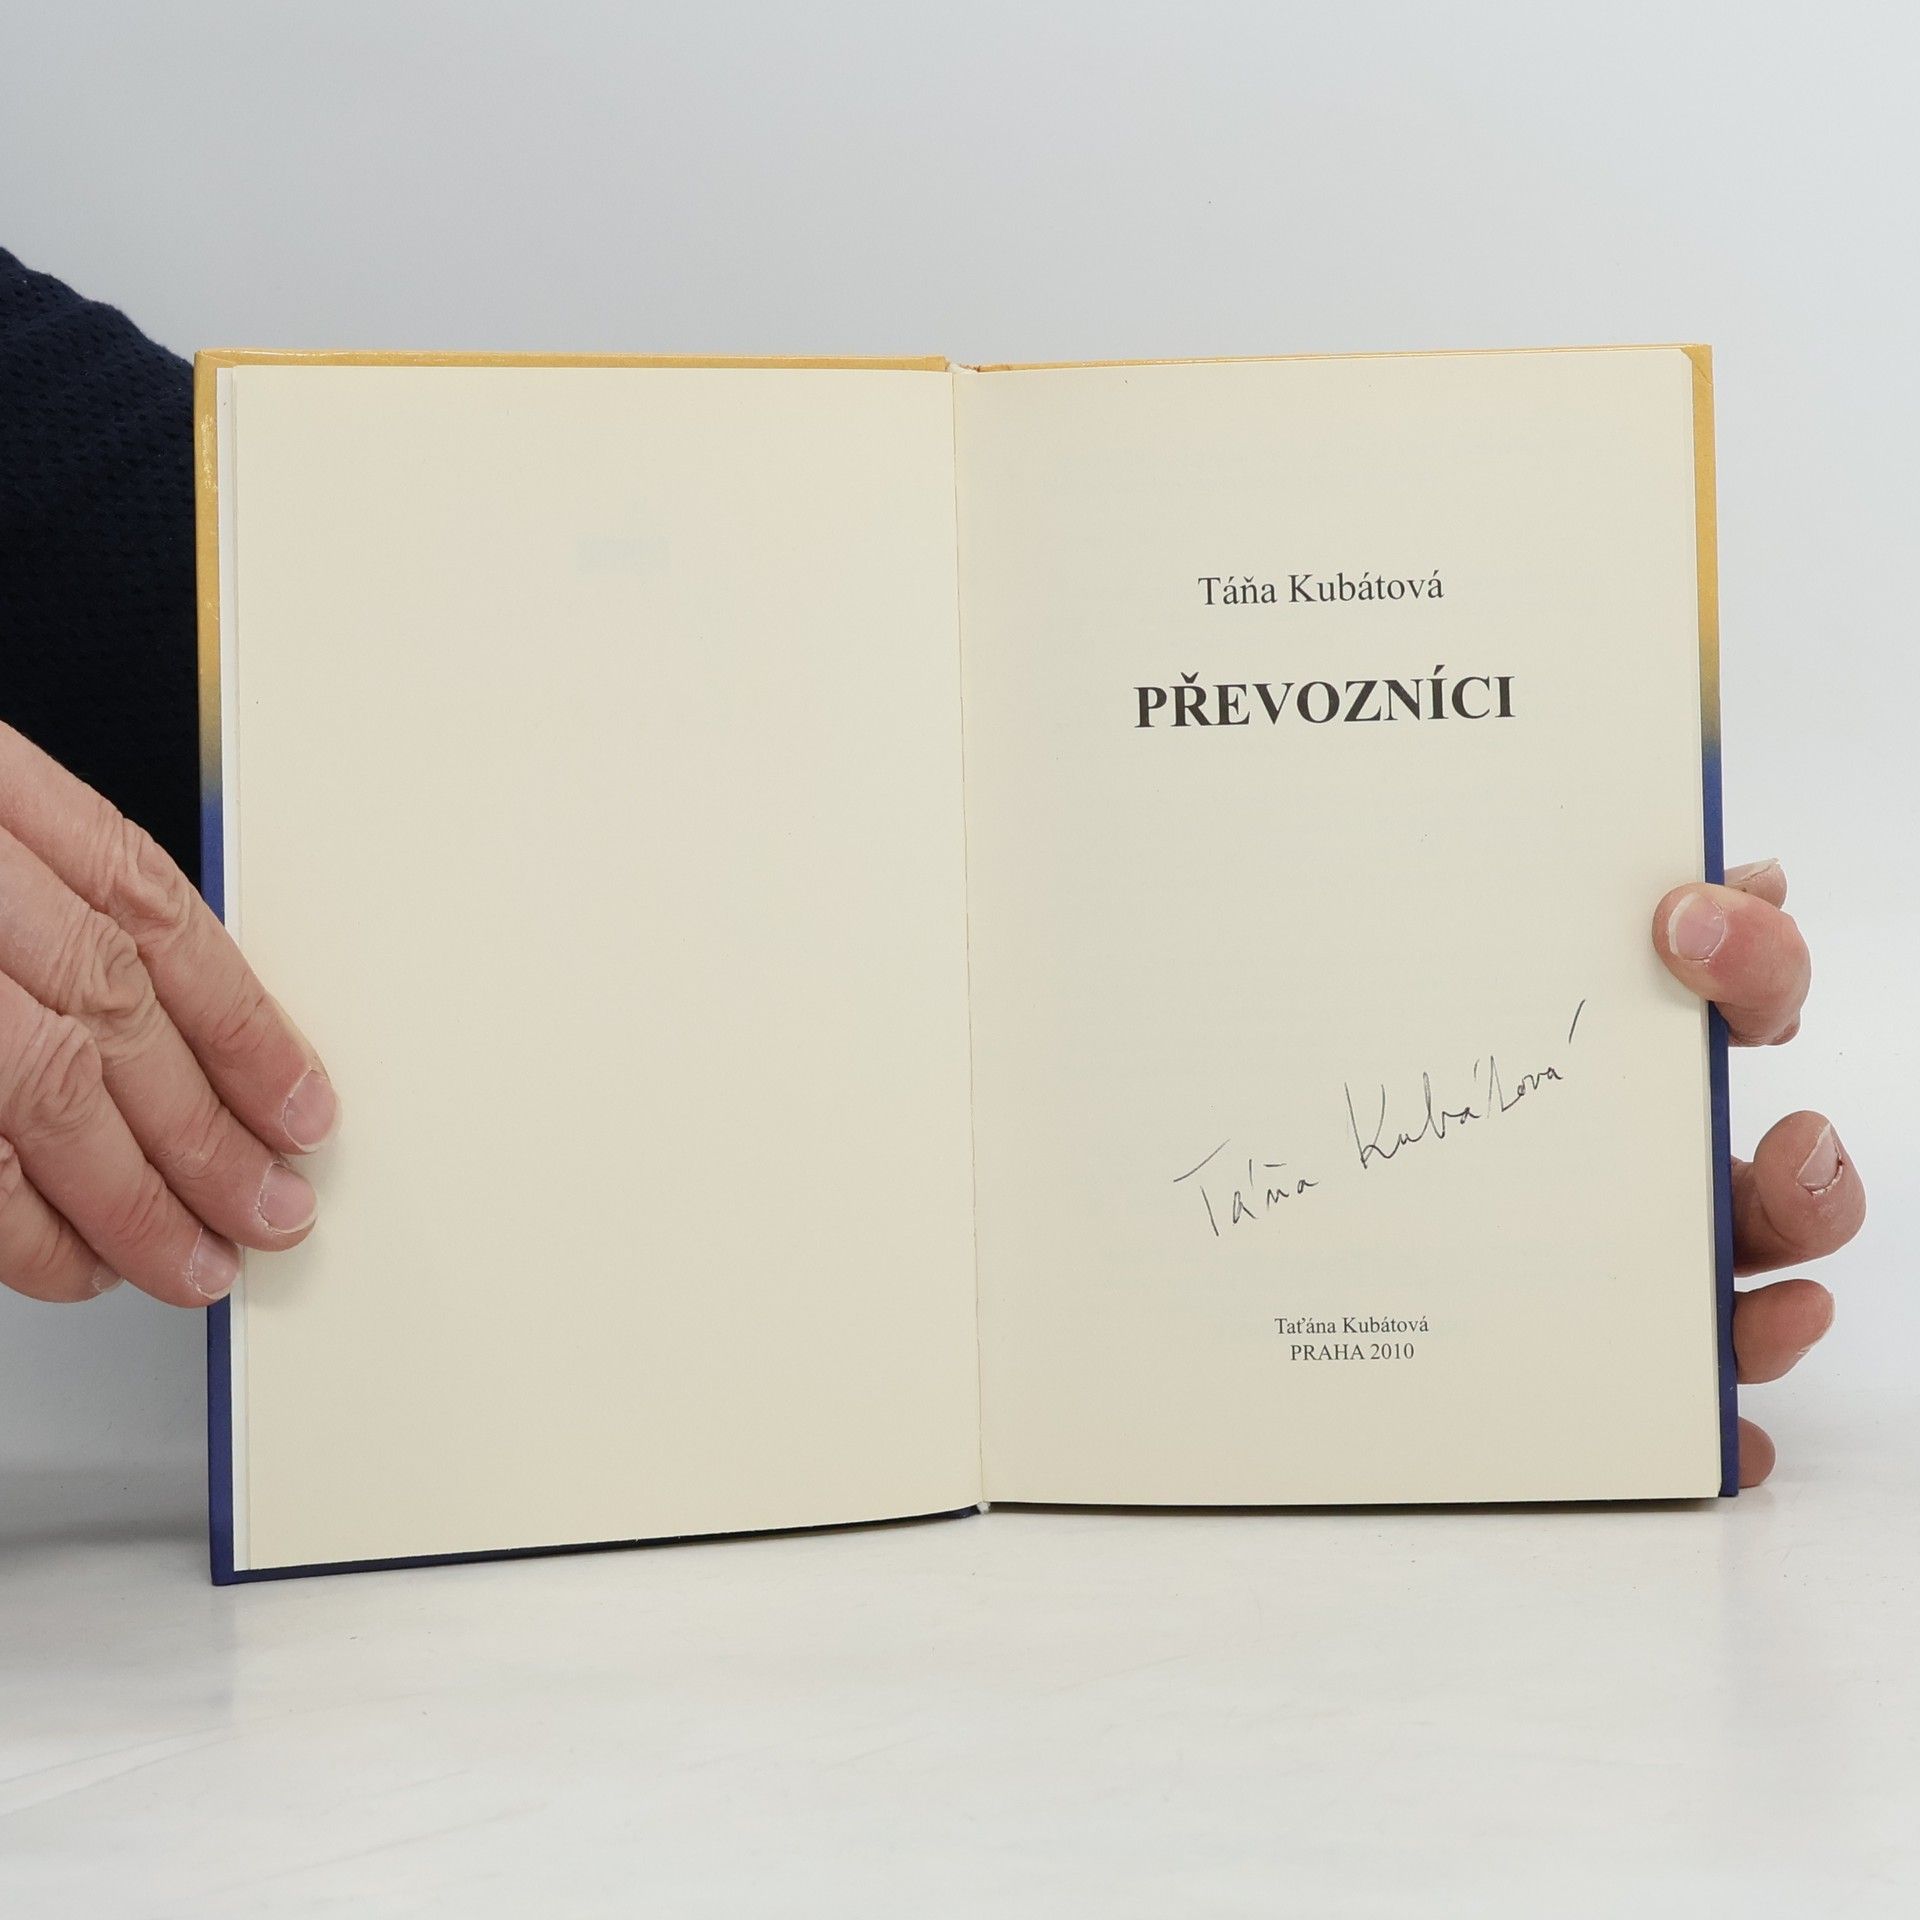 Táňa Kubátová
PŘEVOZNÍCI
Táňa Kubátová
Taťána Kubátová
PRAHA 2010